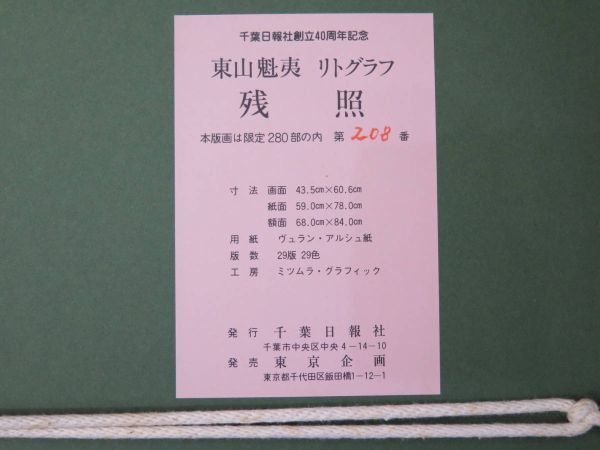 千葉日報社創立40周年記念
東山魁夷 リトグラフ
残 照
本版画は限定280部の内 第 208 番
寸 法 画面 43.5㎝×60.6㎝
紙面 59.0㎝×78.0㎝
額面 68.0㎝×84.0㎝
用 紙 ヴェラン・アルシュ紙
版 数 29版 29色
工 房 ミツムラ・グラフィック
発 行 千葉日報社
千葉市中央区中央4-14-10
発 売 東京企画
東京都千代田区飯田橋1-12-1